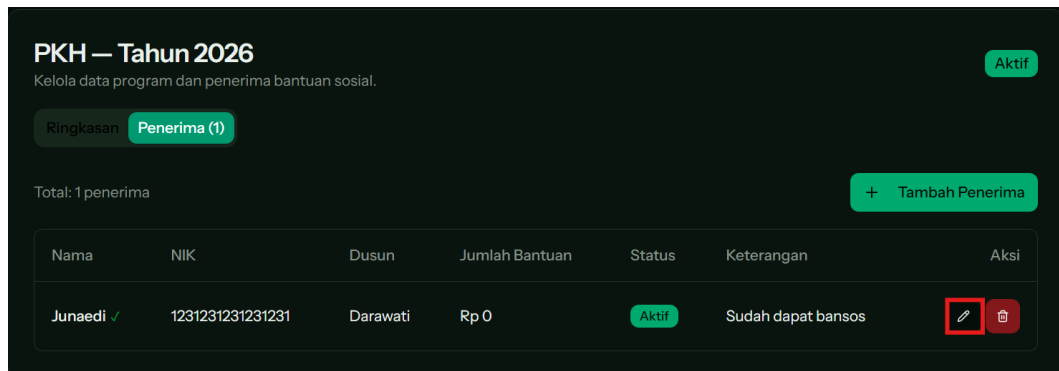 PKH — Tahun 2026
Aktif
Kelola data program dan penerima bantuan sosial.
Ringkasan Penerima (1)
Total: 1 penerima
+ Tambah Penerima
Nama NIK Dusun Jumlah Bantuan Status Keterangan Aksi
Junaedi ✓ 1231231231231231 Darawati Rp 0 Aktif Sudah dapat bansos